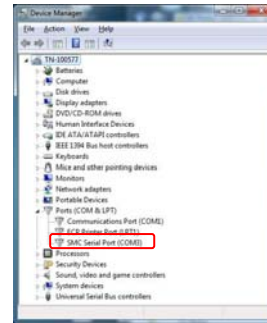 Device Manager
File Action View Help
TN-100577
Batteries
Computer
Disk drives
Display adapters
DVD/CD-ROM drives
Human Interface Devices
IDE ATA/ATAPI controllers
IEEE 1394 Bus host controllers
Keyboards
Mice and other pointing devices
Monitors
Network adapters
Portable Devices
Ports (COM & LPT)
Communications Port (COM1)
ECP Printer Port (LPT1)
SMC Serial Port (COM3)
Processors
Security Devices
Sound, video and game controllers
System devices
Universal Serial Bus controllers